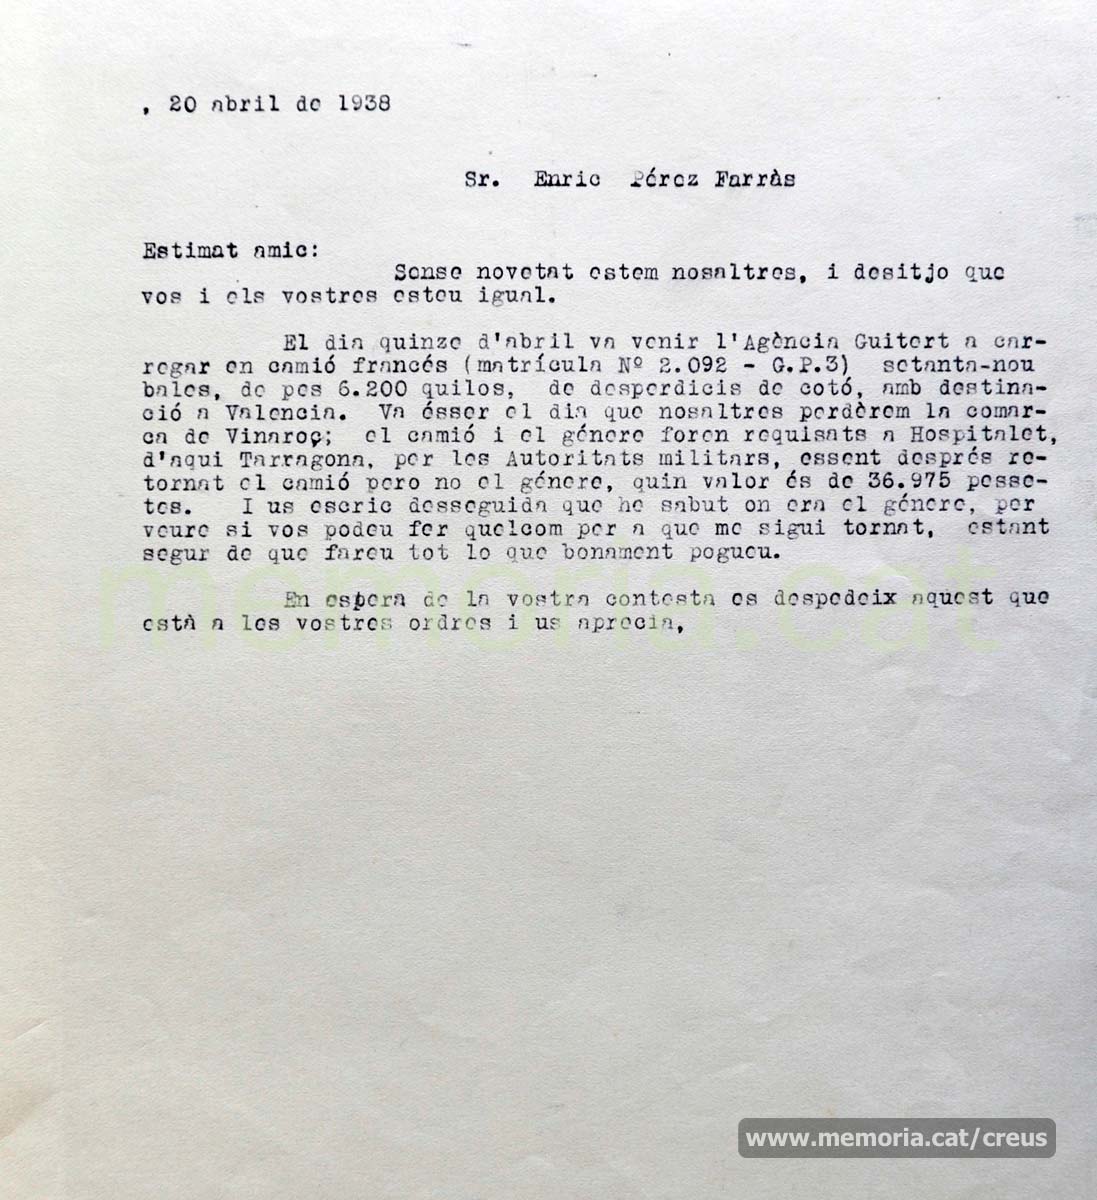 , 20 abril de 1938
Sr. Enric Pérez Farràs
Estimat amic:
Sense novetat estem nosaltres, i desitjo que
vos i els vostres esteu igual.
El dia quinze d'abril va venir l'Agència Guitert a car-
regar en camió francés (matrícula Nº 2.092 - G.P.3) setanta-nou
bales, de pes 6.200 quilos, de desperdicis de cotó, amb destina-
ció a Valencia. Va ésser el dia que nosaltres perdèrem la comar-
ca de Vinaroç; el camió i el génere foren requisats a Hospitalet,
d'aqui Tarragona, per les Autoritats militars, essent després re-
tornat el camió pero no el génere, quin valor és de 36.975 pesse-
tes. I us escric desseguida que he sabut on era el génere, per
veure si vos podeu fer quelcom per a que me sigui tornat, estant
segur de que fareu tot lo que bonament pogueu.
En espera de la vostra contesta es despedeix aquest que
està a les vostres ordres i us aprecia,
memoria.cat
www.memoria.cat/creus